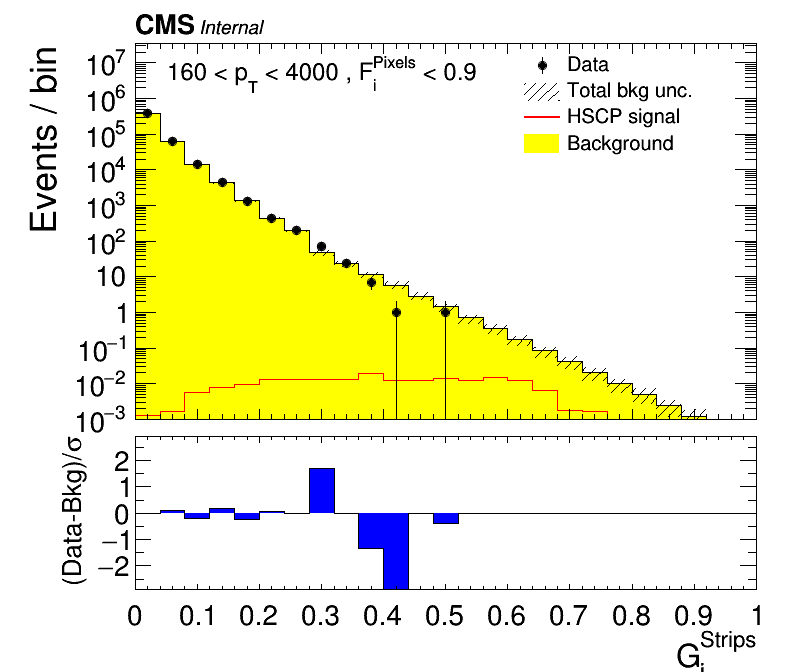 CMS Internal
160 < p_T < 4000 , F_i^Pixels < 0.9
Data
Total bkg unc.
HSCP signal
Background
Events / bin
10^7
10^6
10^5
10^4
10^3
10^2
10
1
10^−1
10^−2
10^−3
(Data-Bkg)/σ
2
1
0
−1
−2
0 0.1 0.2 0.3 0.4 0.5 0.6 0.7 0.8 0.9 1
G_i^Strips